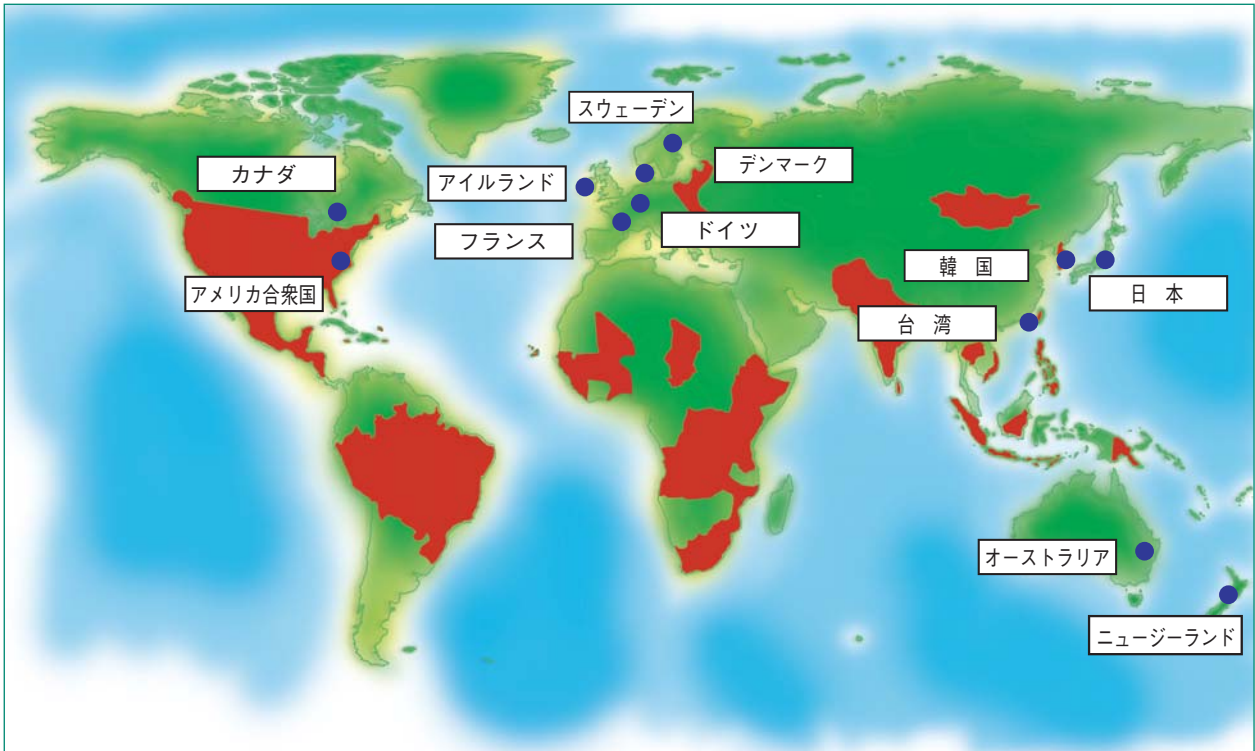 スウェーデン
デンマーク
カナダ
アイルランド
ドイツ
フランス
韓　国
アメリカ合衆国
日　本
台　湾
オーストラリア
ニュージーランド